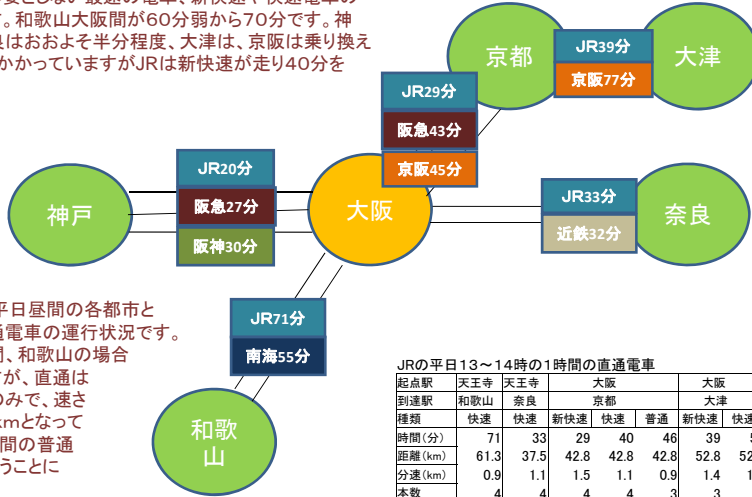 要としない最速の電車、新快速や快速電車の
す。和歌山大阪間が60分弱から70分です。神
良はおおよそ半分程度、大津は、京阪は乗り換え
かかっていますがJRは新快速が走り40分を
京都
JR39分
京阪77分
大津
JR29分
阪急43分
京阪45分
神戸
JR20分
阪急27分
阪神30分
大阪
JR33分
近鉄32分
奈良
平日昼間の各都市と
通電車の運行状況です。
間、和歌山の場合
すが、直通は
のみで、速さ
kmとなって
間の普通
うことに
JR71分
南海55分
和歌
山
JRの平日13～14時の1時間の直通電車
起点駅 天王寺 天王寺 大阪 大阪
到達駅 和歌山 奈良 京都 大津
種類 快速 快速 新快速 快速 普通 新快速 快速
時間(分) 71 33 29 40 46 39
距離(km) 61.3 37.5 42.8 42.8 42.8 52.8 52
分速(km) 0.9 1.1 1.5 1.1 0.9 1.4 1
本数 4 4 4 4 3 3